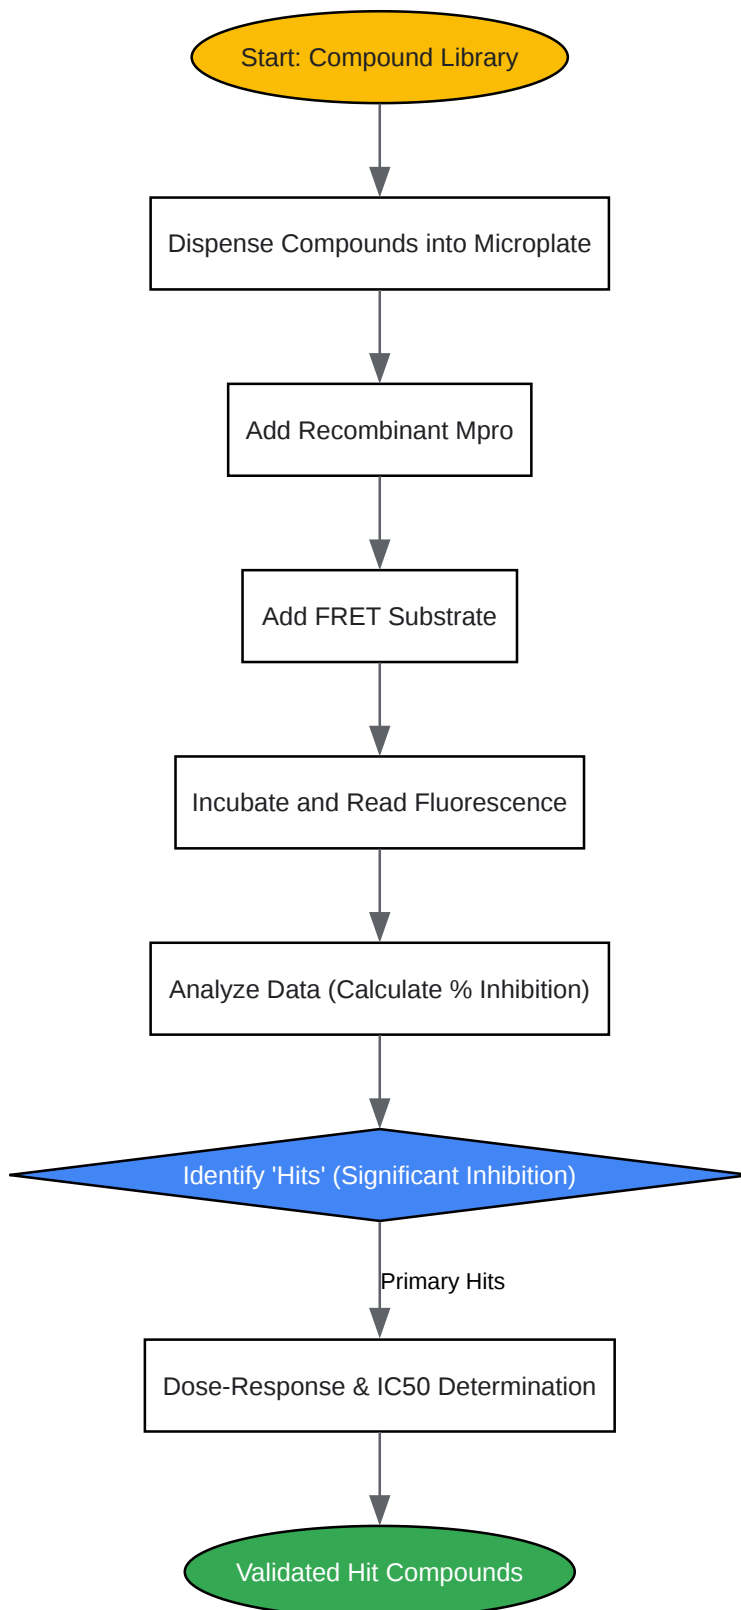 Start: Compound Library
Dispense Compounds into Microplate
Add Recombinant Mpro
Add FRET Substrate
Incubate and Read Fluorescence
Analyze Data (Calculate % Inhibition)
Identify 'Hits' (Significant Inhibition)
Primary Hits
Dose-Response & IC50 Determination
Validated Hit Compounds